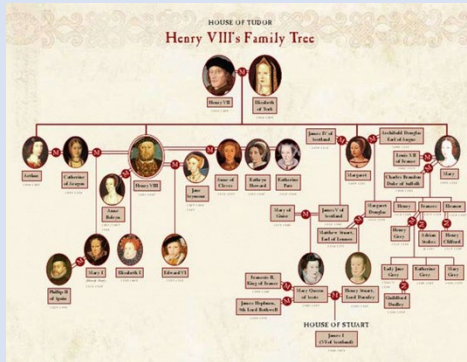 HOUSE OF TUDOR
Henry VIII's Family Tree
M
Henry VII
Elizabeth
of York
James IV of
Scotland
Archibald Douglas
Earl of Angus
Louis XII
of France
Charles Brandon
Duke of Suffolk
Arthur
Catherine
of Aragon
Henry VIII
Anne
Boleyn
Jane
Seymour
Anne of
Cleves
Kathryn
Howard
Katherine
Parr
Margaret
Mary
Mary of
Guise
James V of
Scotland
Margaret
Douglas
Matthew Stuart,
Earl of Lennox
Henry
Frances
Eleanor
Henry
Grey
Adrian
Stokes
Henry
Clifford
Philip II
of Spain
Mary I
Elizabeth I
Edward VI
Francois II,
King of France
James Hepburn,
4th Lord Bothwell
Mary Queen
of Scots
Henry Stuart,
Lord Darnley
Lady Jane
Grey
Katherine
Grey
Mary
Grey
Guildford
Dudley
HOUSE OF STUART
James I
(VI of Scotland)